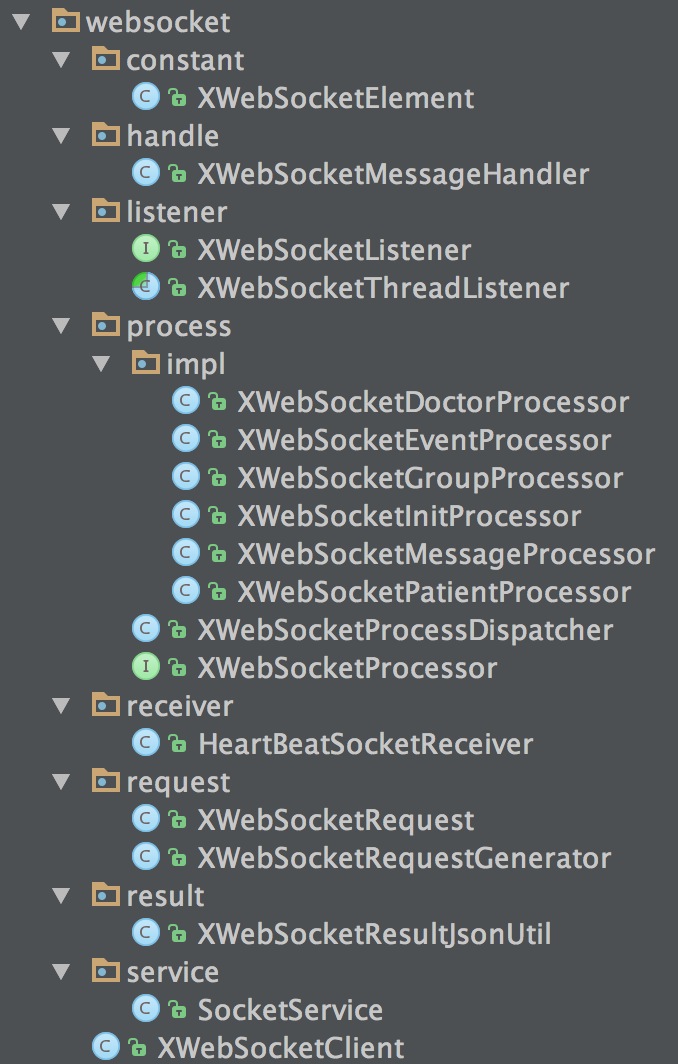 websocket
constant
XWebSocketElement
handle
XWebSocketMessageHandler
listener
XWebSocketListener
XWebSocketThreadListener
process
impl
XWebSocketDoctorProcessor
XWebSocketEventProcessor
XWebSocketGroupProcessor
XWebSocketInitProcessor
XWebSocketMessageProcessor
XWebSocketPatientProcessor
XWebSocketProcessDispatcher
XWebSocketProcessor
receiver
HeartBeatSocketReceiver
request
XWebSocketRequest
XWebSocketRequestGenerator
result
XWebSocketResultJsonUtil
service
SocketService
XWebSocketClient